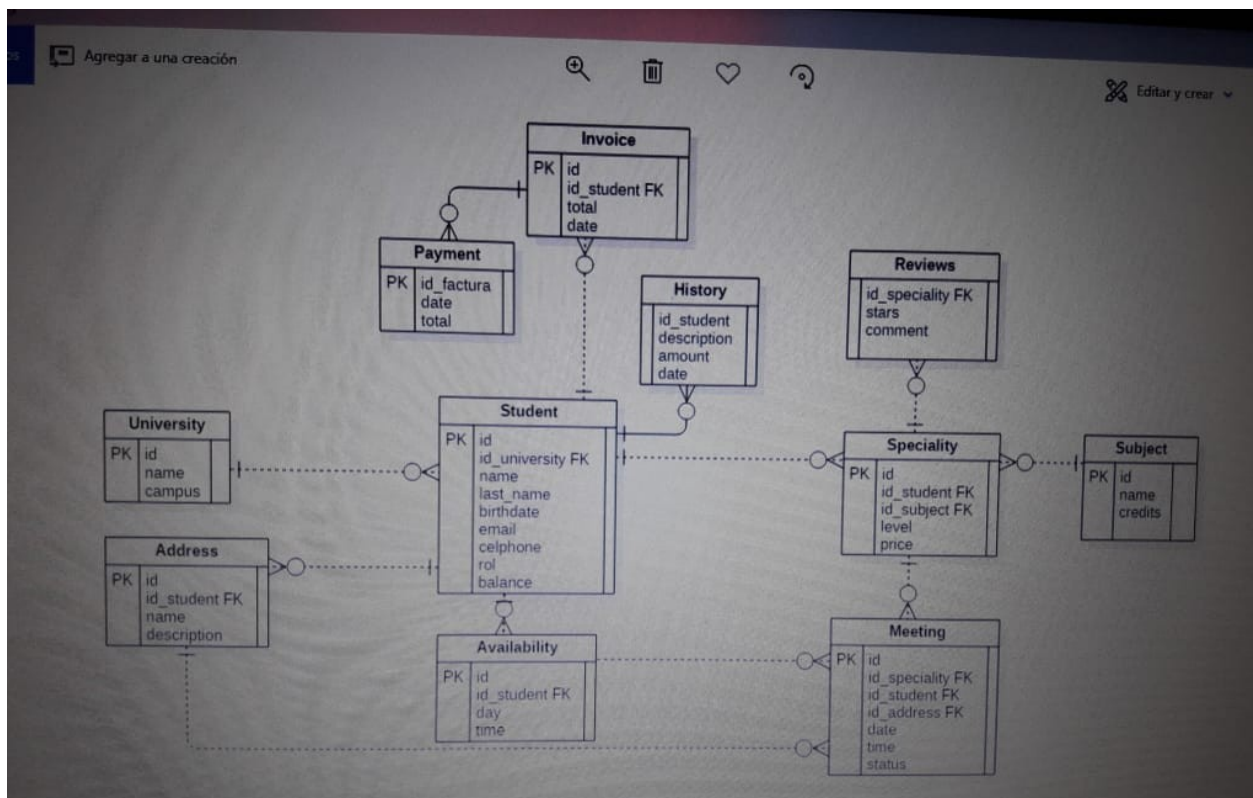 os
Agregar a una creación
Editar y crear
Invoice
PK id
id_student FK
total
date
Payment
PK id_factura
date
total
History
id_student
description
amount
date
Reviews
id_speciality FK
stars
comment
University
PK id
name
campus
Student
PK id
id_university FK
name
last_name
birthdate
email
celphone
rol
balance
Speciality
PK id
id_student FK
id_subject FK
level
price
Subject
PK id
name
credits
Address
PK id
id_student FK
name
description
Availability
PK id
id_student FK
day
time
Meeting
PK id
id_speciality FK
id_student FK
id_address FK
date
time
status